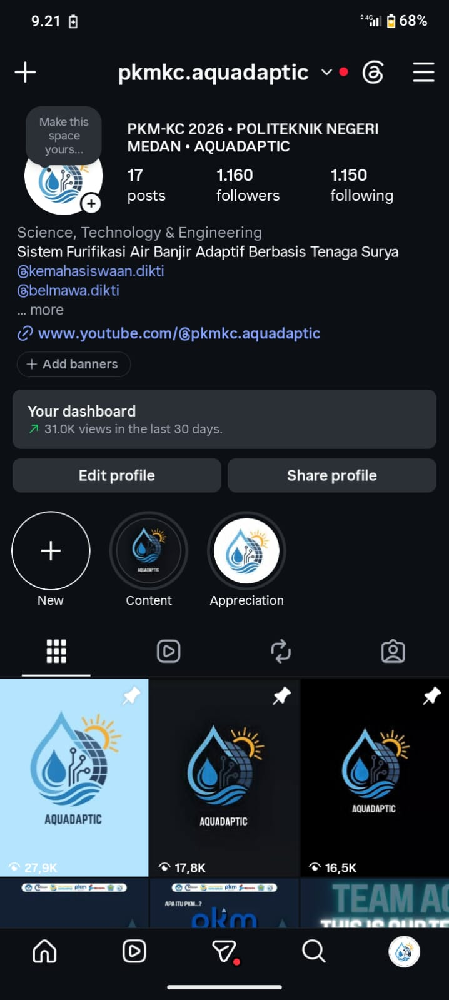 9.21
4G
68%
pkmkc.aquadaptic
Make this
space
yours...
PKM-KC 2026 • POLITEKNIK NEGERI
MEDAN • AQUADAPTIC
17 1.160 1.150
posts followers following
Science, Technology & Engineering
Sistem Furifikasi Air Banjir Adaptif Berbasis Tenaga Surya
@kemahasiswaan.dikti
@belmawa.dikti
... more
www.youtube.com/@pkmkc.aquadaptic
+ Add banners
Your dashboard
31.0K views in the last 30 days.
Edit profile Share profile
AQUADAPTIC
New Content Appreciation
AQUADAPTIC AQUADAPTIC AQUADAPTIC
27,9K 17,8K 16,5K
pkm pkm
APA ITU PKM...?
pkm
TEAM AQ